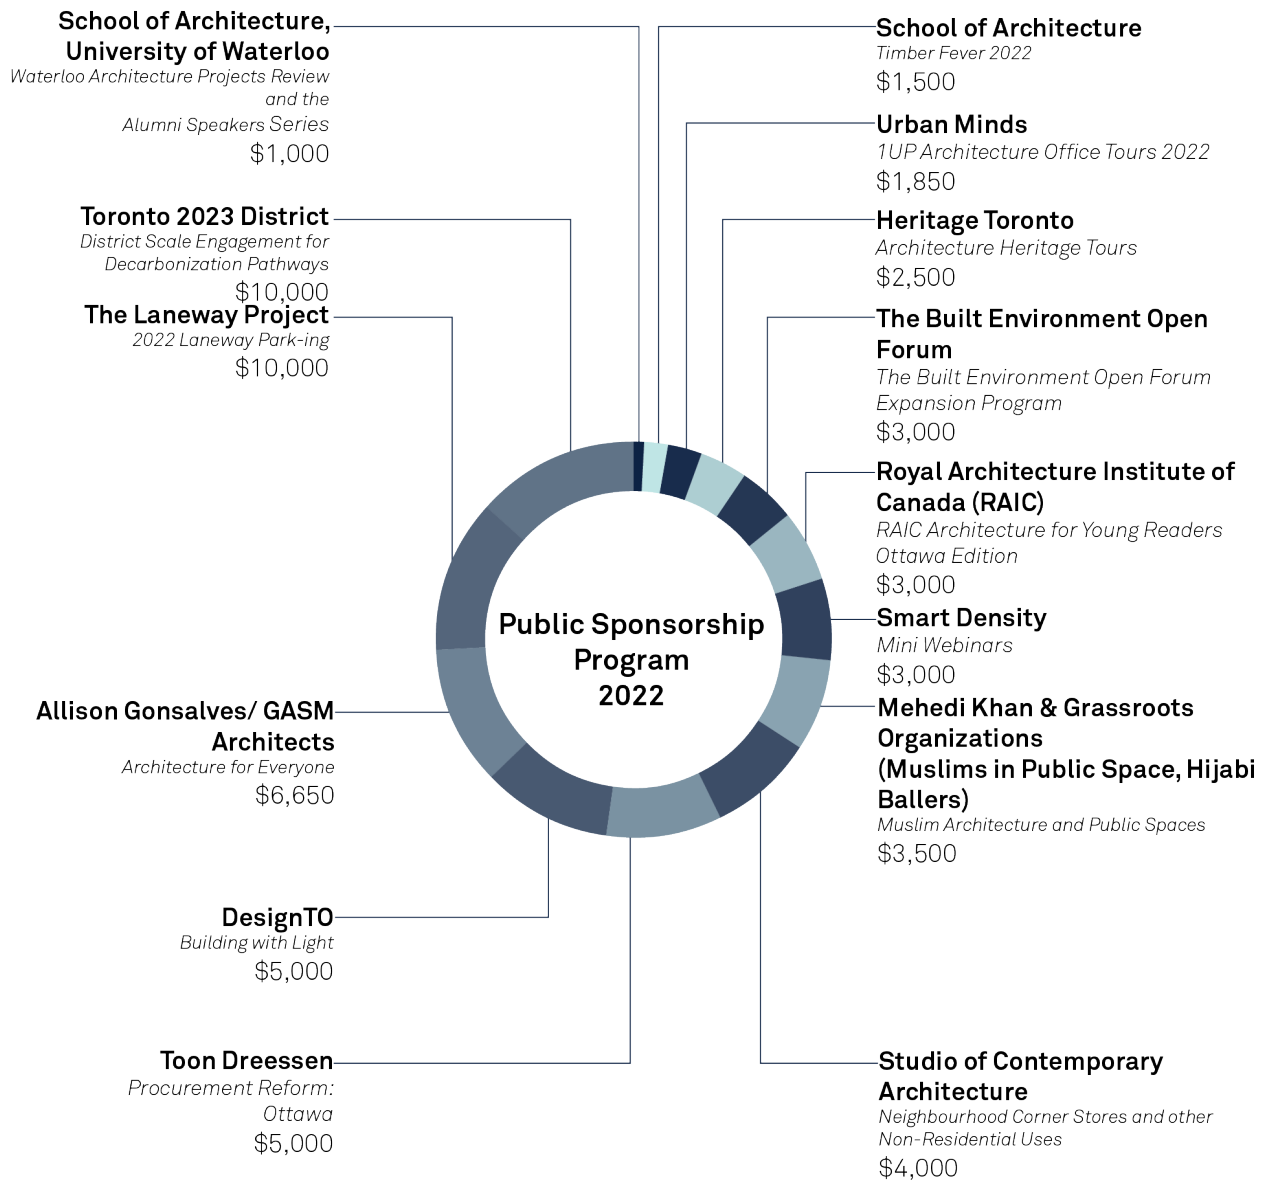 School of Architecture,
University of Waterloo
Waterloo Architecture Projects Review
and the
Alumni Speakers Series
$1,000
Toronto 2023 District
District Scale Engagement for
Decarbonization Pathways
$10,000
The Laneway Project
2022 Laneway Park-ing
$10,000
Allison Gonsalves/ GASM
Architects
Architecture for Everyone
$6,650
DesignTO
Building with Light
$5,000
Toon Dreessen
Procurement Reform:
Ottawa
$5,000
Public Sponsorship
Program
2022
School of Architecture
Timber Fever 2022
$1,500
Urban Minds
1UP Architecture Office Tours 2022
$1,850
Heritage Toronto
Architecture Heritage Tours
$2,500
The Built Environment Open
Forum
The Built Environment Open Forum
Expansion Program
$3,000
Royal Architecture Institute of
Canada (RAIC)
RAIC Architecture for Young Readers
Ottawa Edition
$3,000
Smart Density
Mini Webinars
$3,000
Mehedi Khan & Grassroots
Organizations
(Muslims in Public Space, Hijabi
Ballers)
Muslim Architecture and Public Spaces
$3,500
Studio of Contemporary
Architecture
Neighbourhood Corner Stores and other
Non-Residential Uses
$4,000